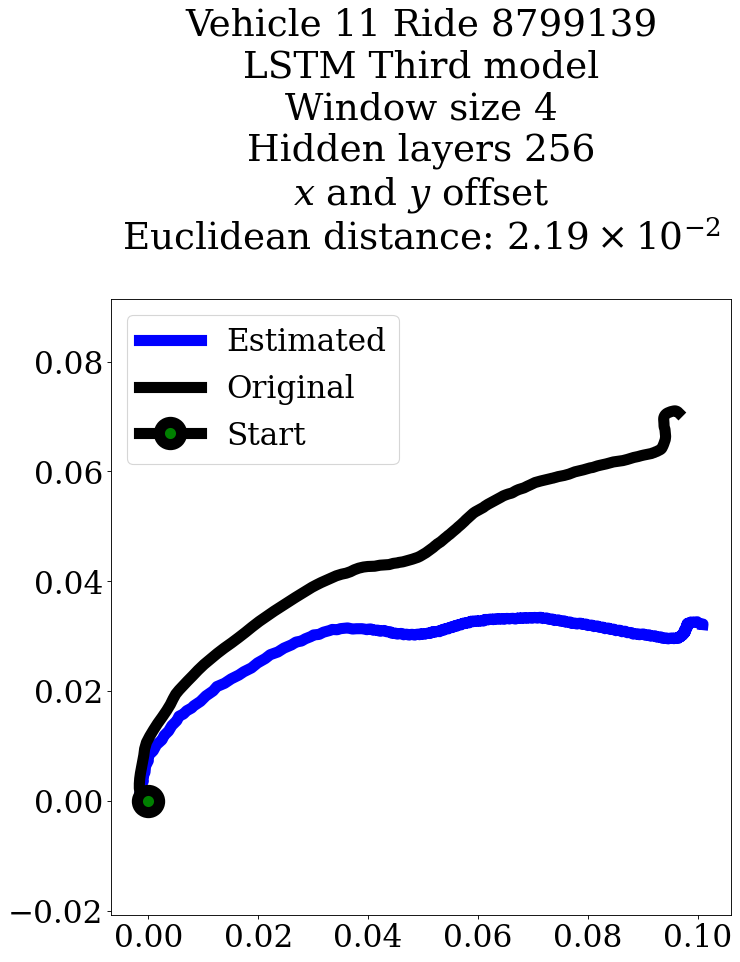 Vehicle 11 Ride 8799139
LSTM Third model
Window size 4
Hidden layers 256
x and y offset
Euclidean distance: 2.19 × 10⁻²
Estimated
Original
Start
0.08
0.06
0.04
0.02
0.00
−0.02
0.00 0.02 0.04 0.06 0.08 0.10